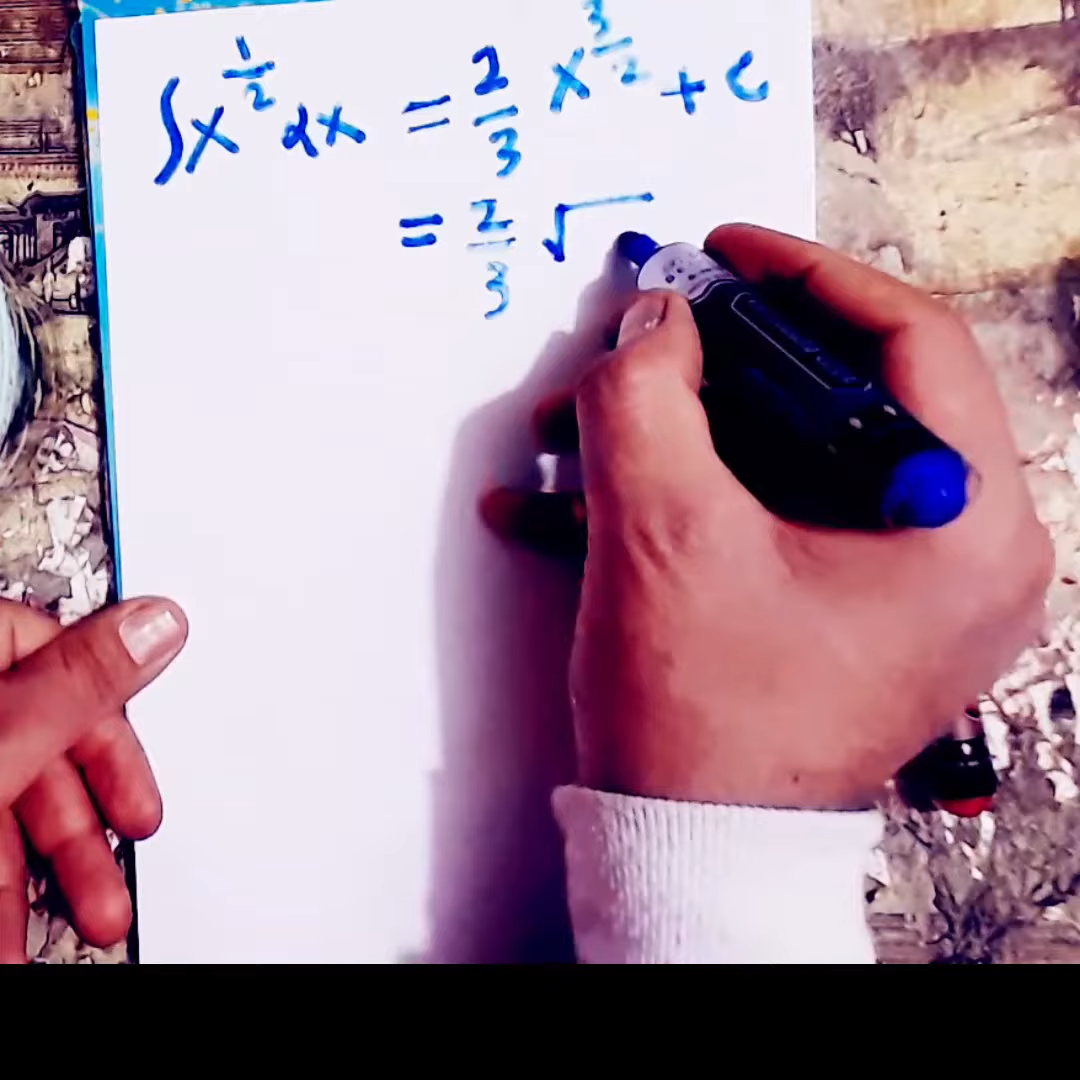 ∫x^{1/2} dx = 2/3 x^{3/2} + c
= 2/3 √